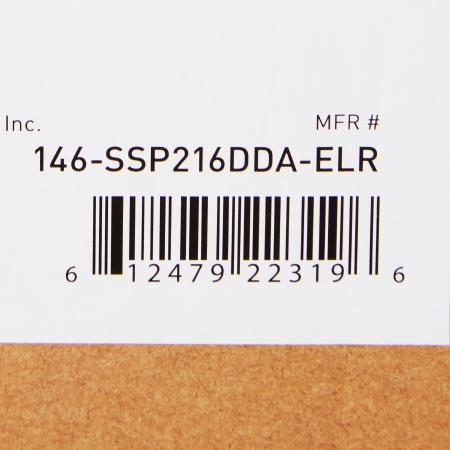 Inc. MFR #
146-SSP216DDA-ELR
6 12479 22319 6